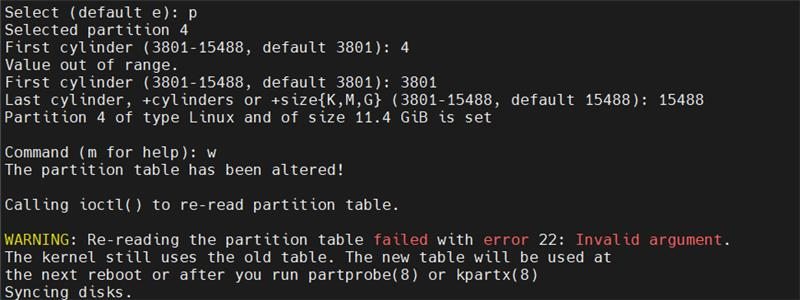 Select (default e): p
Selected partition 4
First cylinder (3801-15488, default 3801): 4
Value out of range.
First cylinder (3801-15488, default 3801): 3801
Last cylinder, +cylinders or +size{K,M,G} (3801-15488, default 15488): 15488
Partition 4 of type Linux and of size 11.4 GiB is set
Command (m for help): w
The partition table has been altered!
Calling ioctl() to re-read partition table.
WARNING: Re-reading the partition table failed with error 22: Invalid argument.
The kernel still uses the old table. The new table will be used at
the next reboot or after you run partprobe(8) or kpartx(8)
Syncing disks.